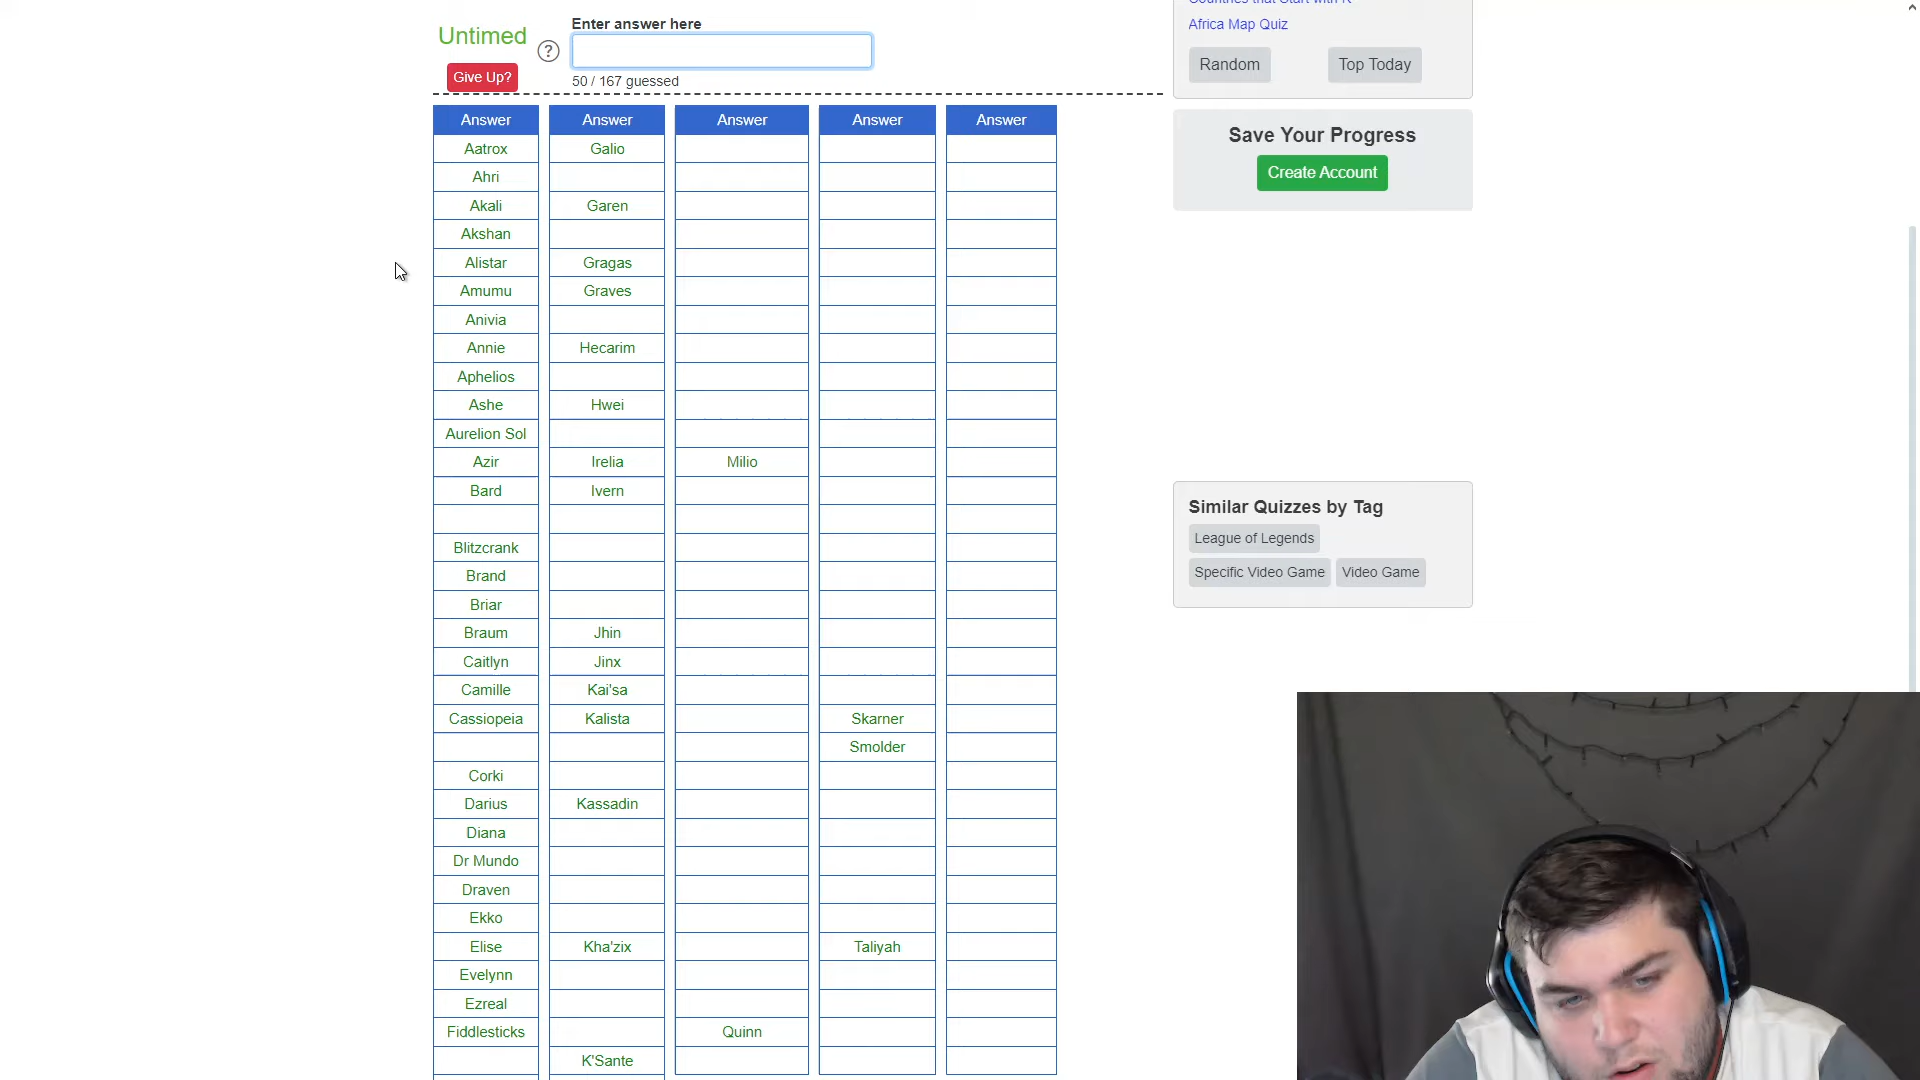 Untimed
?
Give Up?
Enter answer here
50 / 167 guessed
Answer Answer Answer Answer Answer
Aatrox Galio
Ahri
Akali Garen
Akshan
Alistar Gragas
Amumu Graves
Anivia
Annie Hecarim
Aphelios
Ashe Hwei
Aurelion Sol
Azir Irelia Milio
Bard Ivern
Blitzcrank
Brand
Briar
Braum Jhin
Caitlyn Jinx
Camille Kai'sa
Cassiopeia Kalista Skarner
Smolder
Corki
Darius Kassadin
Diana
Dr Mundo
Draven
Ekko
Elise Kha'zix Taliyah
Evelynn
Ezreal
Fiddlesticks Quinn
K'Sante
Countries that Start with K
Africa Map Quiz
Random Top Today
Save Your Progress
Create Account
Similar Quizzes by Tag
League of Legends
Specific Video Game Video Game